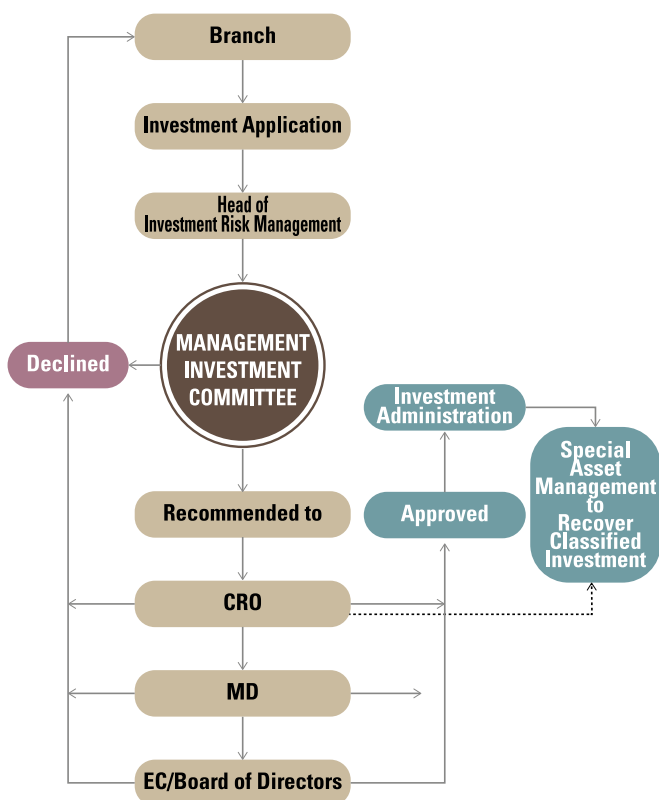 Branch
Investment Application
Head of
Investment Risk Management
MANAGEMENT
INVESTMENT
COMMITTEE
Declined
Investment
Administration
Special
Asset
Management
to
Recover
Classified
Investment
Recommended to
Approved
CRO
MD
EC/Board of Directors